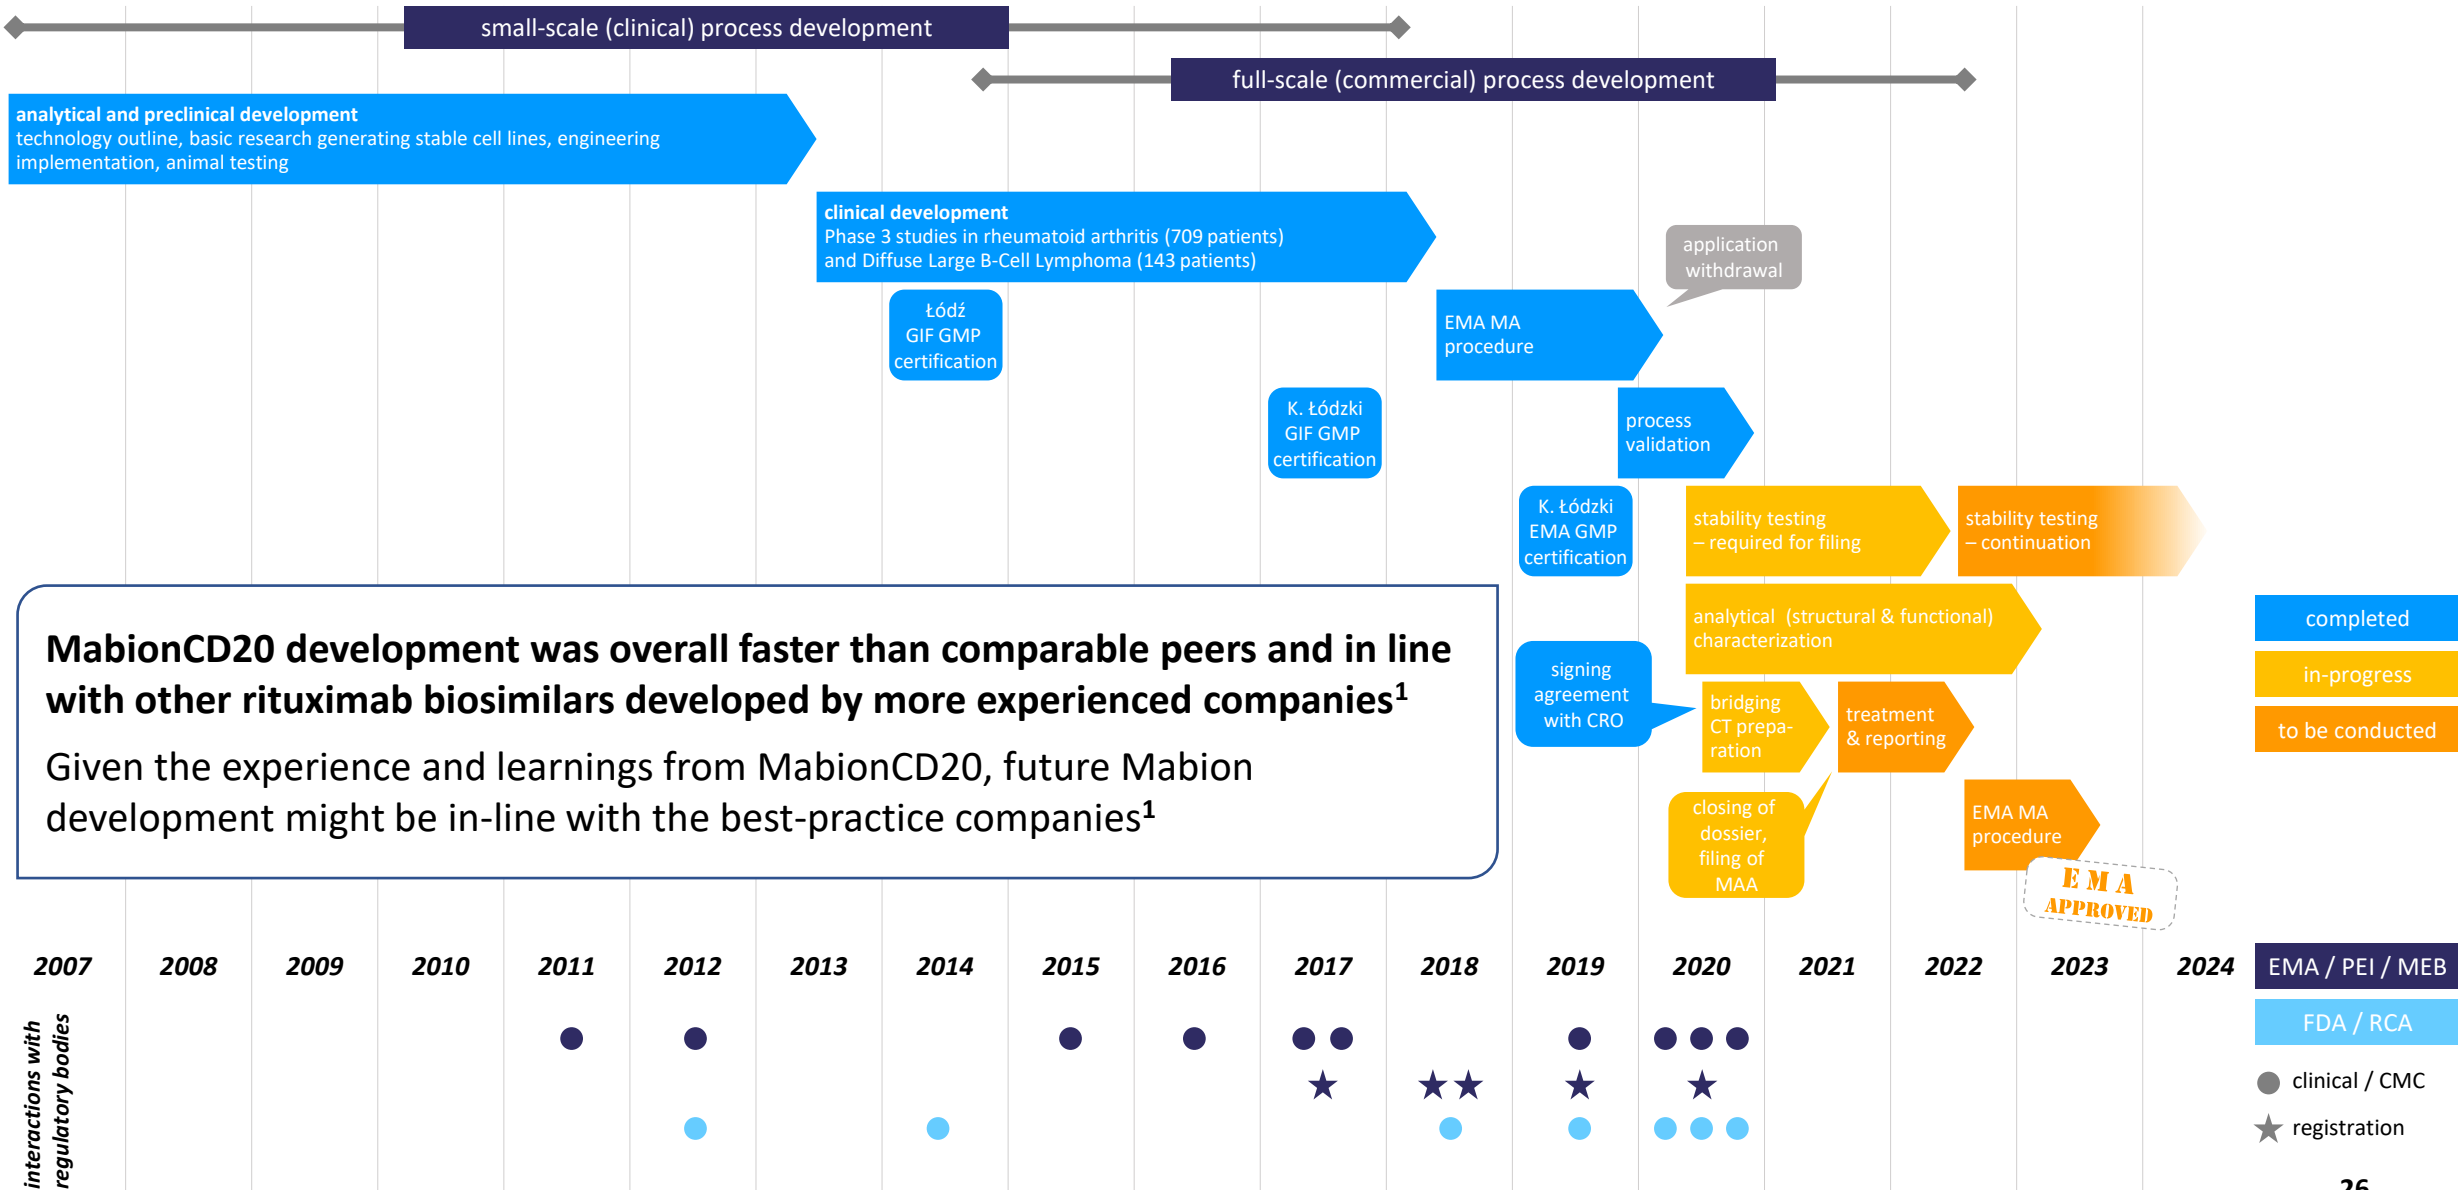 small-scale (clinical) process development
full-scale (commercial) process development
analytical and preclinical development
technology outline, basic research generating stable cell lines, engineering
implementation, animal testing
clinical development
Phase 3 studies in rheumatoid arthritis (709 patients)
and Diffuse Large B-Cell Lymphoma (143 patients)
application
withdrawal
Łódź
GIF GMP
certification
EMA MA
procedure
K. Łódzki
GIF GMP
certification
process
validation
K. Łódzki
EMA GMP
certification
stability testing
– required for filing
stability testing
– continuation
analytical (structural & functional)
characterization
signing
agreement
with CRO
bridging
CT prepa-
ration
treatment
& reporting
closing of
dossier,
filing of
MAA
EMA MA
procedure
EMA
APPROVED
MabionCD20 development was overall faster than comparable peers and in line
with other rituximab biosimilars developed by more experienced companies¹
Given the experience and learnings from MabionCD20, future Mabion
development might be in-line with the best-practice companies¹
completed
in-progress
to be conducted
2007 2008 2009 2010 2011 2012 2013 2014 2015 2016 2017 2018 2019 2020 2021 2022 2023 2024
EMA / PEI / MEB
FDA / RCA
clinical / CMC
registration
interactions with
regulatory bodies
26